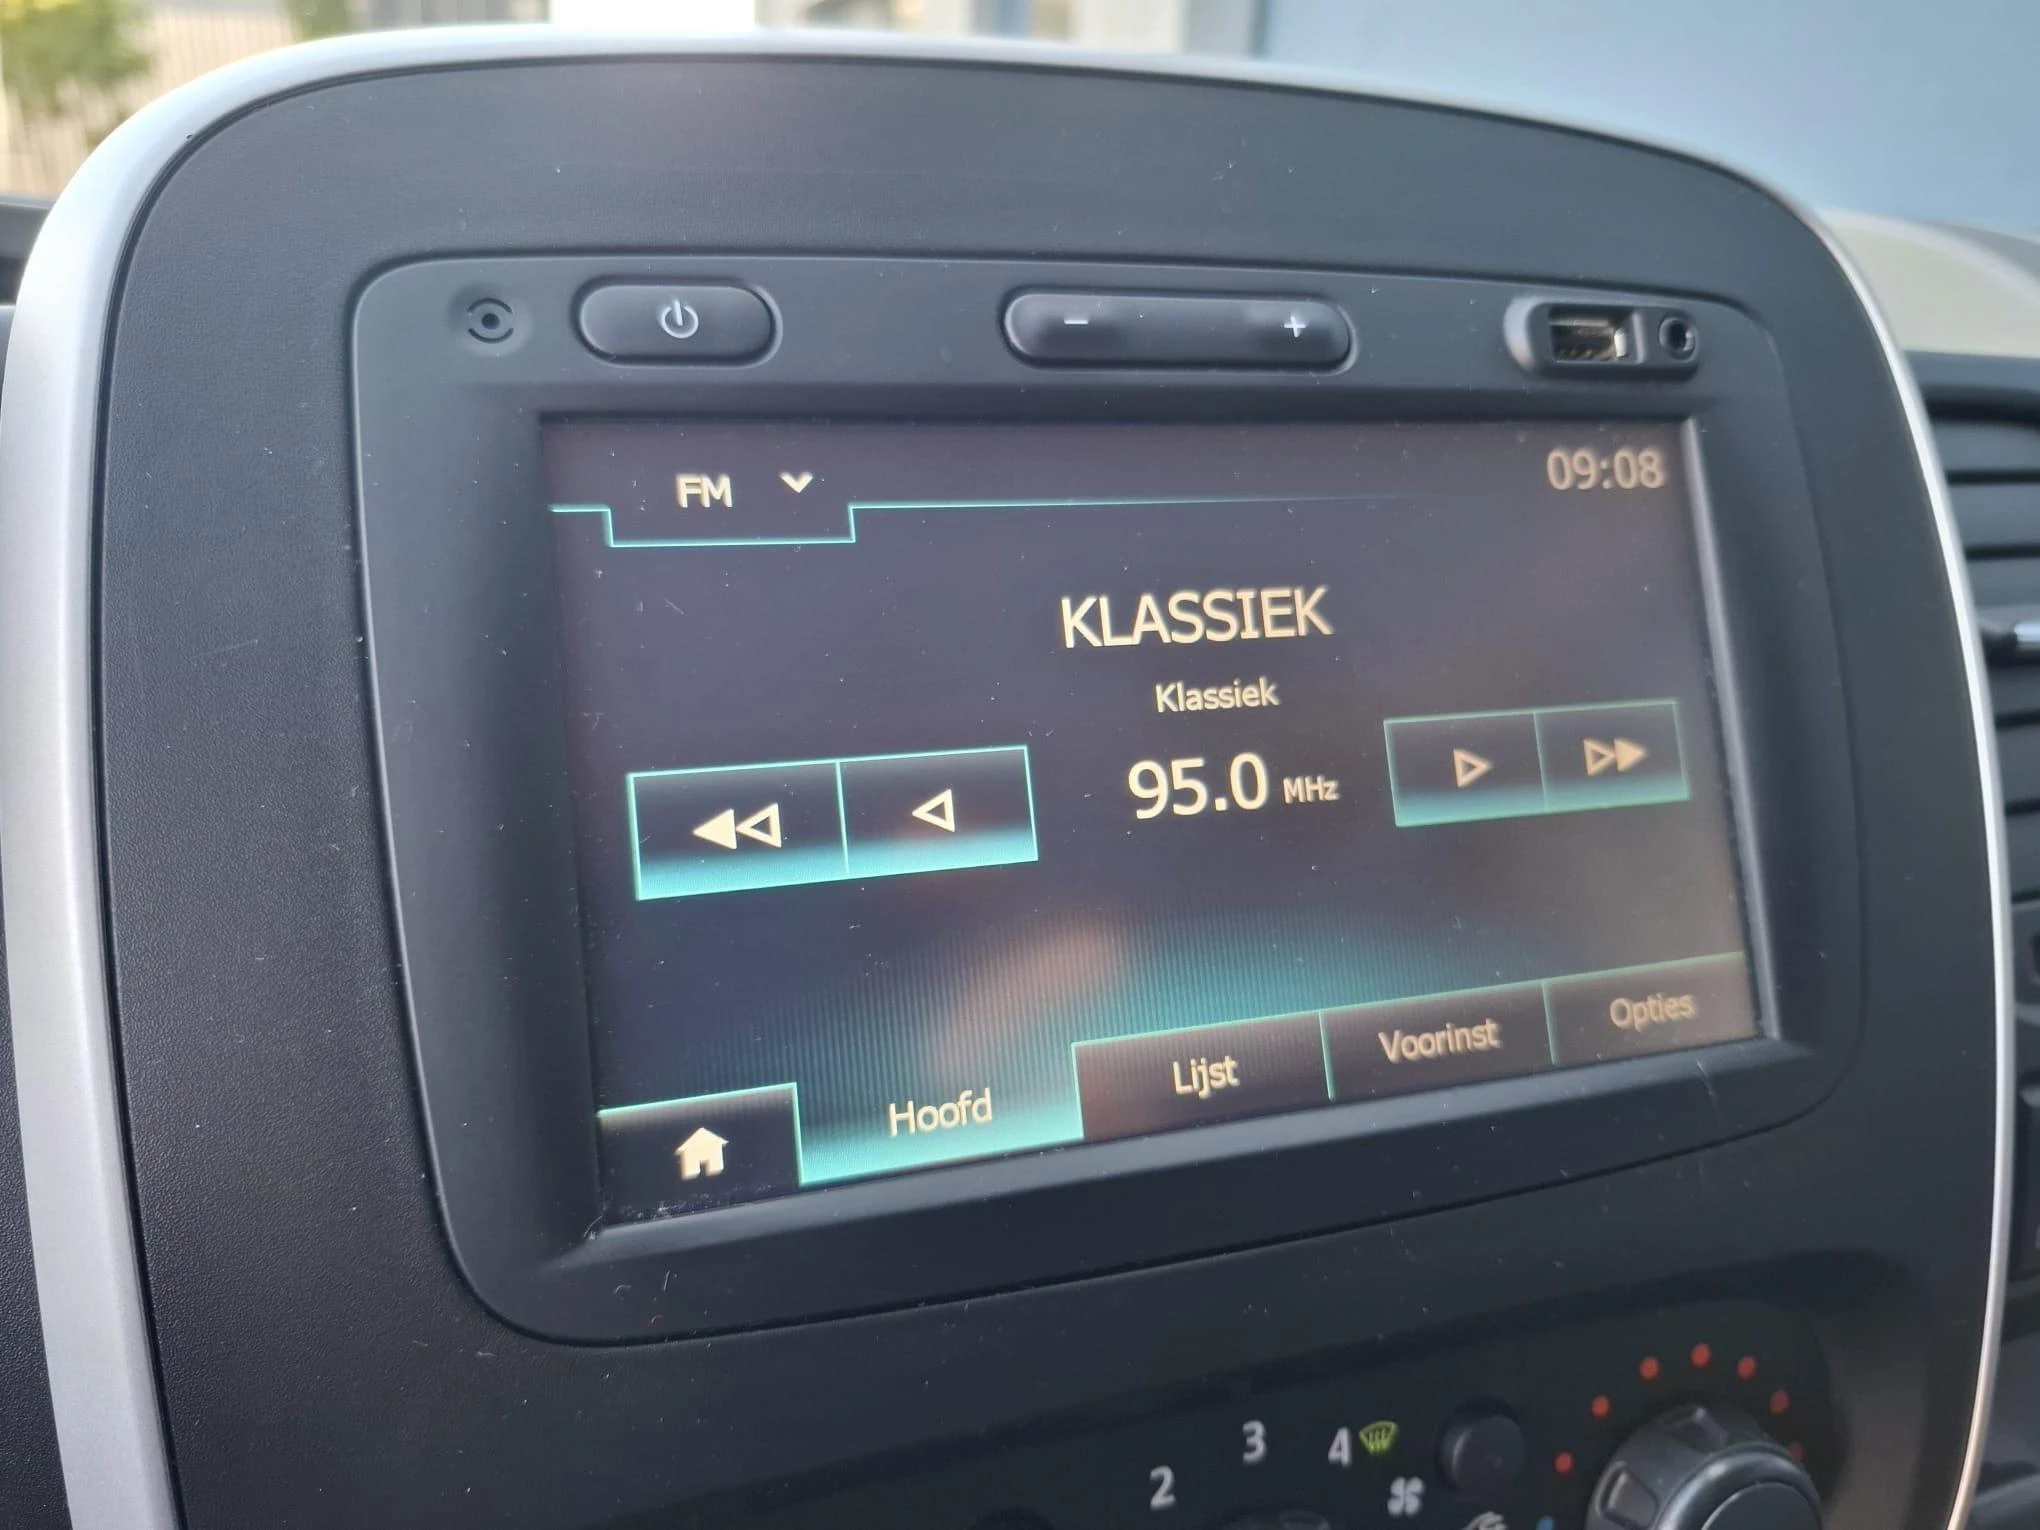 FM
09:08
KLASSIEK
Klassiek
95.0 MHz
Hoofd
Lijst
Voorinst
Opties
2
3
4